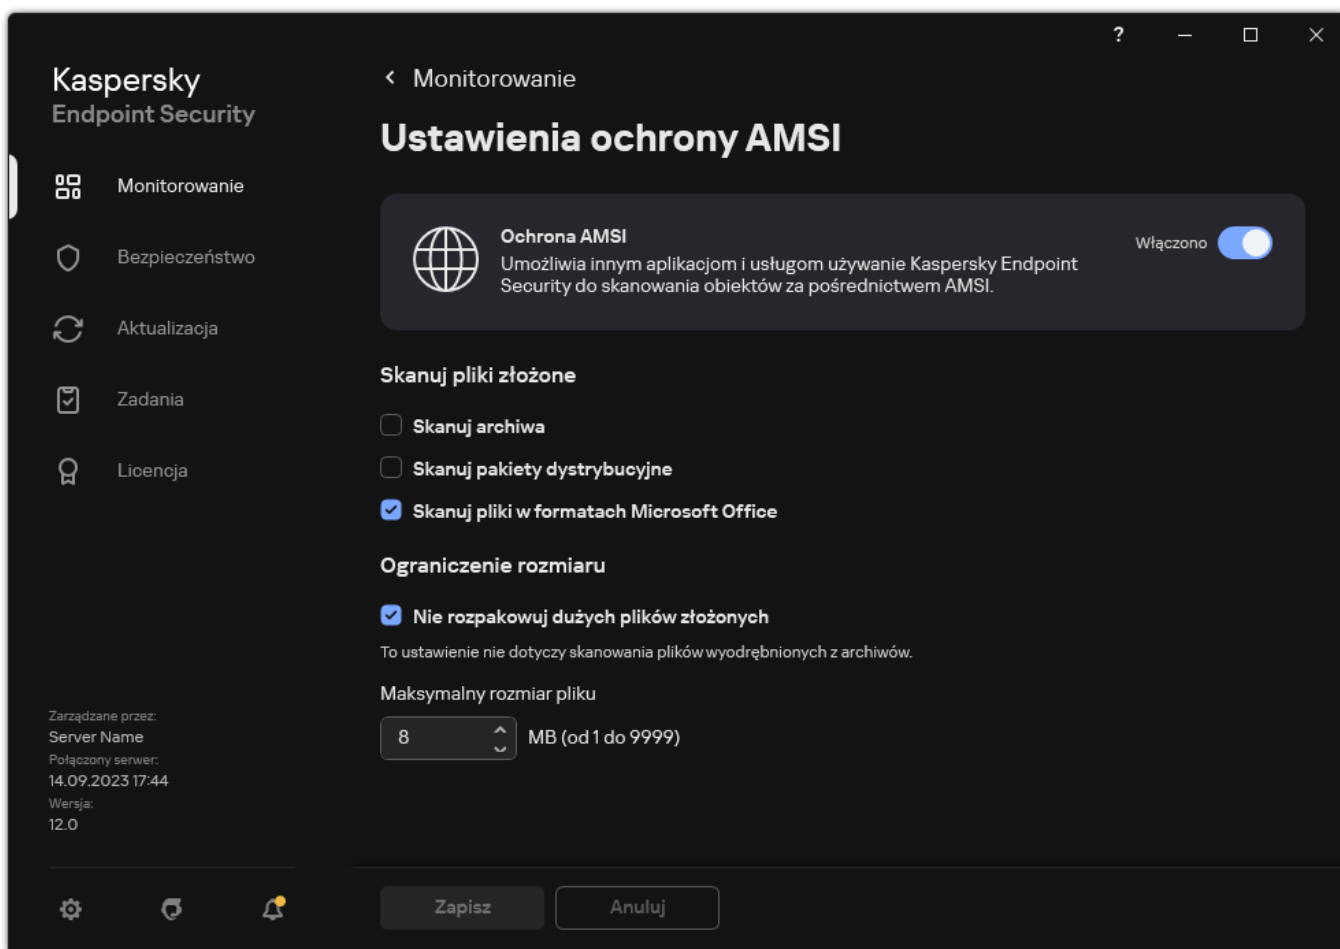 ?
Kaspersky
Endpoint Security
Monitorowanie
Bezpieczeństwo
Aktualizacja
Zadania
Licencja
Zarządzane przez:
Server Name
Połączony serwer:
14.09.2023 17:44
Wersja:
12.0
Monitorowanie
Ustawienia ochrony AMSI
Ochrona AMSI
Umożliwia innym aplikacjom i usługom używanie Kaspersky Endpoint
Security do skanowania obiektów za pośrednictwem AMSI.
Włączono
Skanuj pliki złożone
Skanuj archiwa
Skanuj pakiety dystrybucyjne
Skanuj pliki w formatach Microsoft Office
Ograniczenie rozmiaru
Nie rozpakowuj dużych plików złożonych
To ustawienie nie dotyczy skanowania plików wyodrębnionych z archiwów.
Maksymalny rozmiar pliku
8 MB (od 1 do 9999)
Zapisz
Anuluj